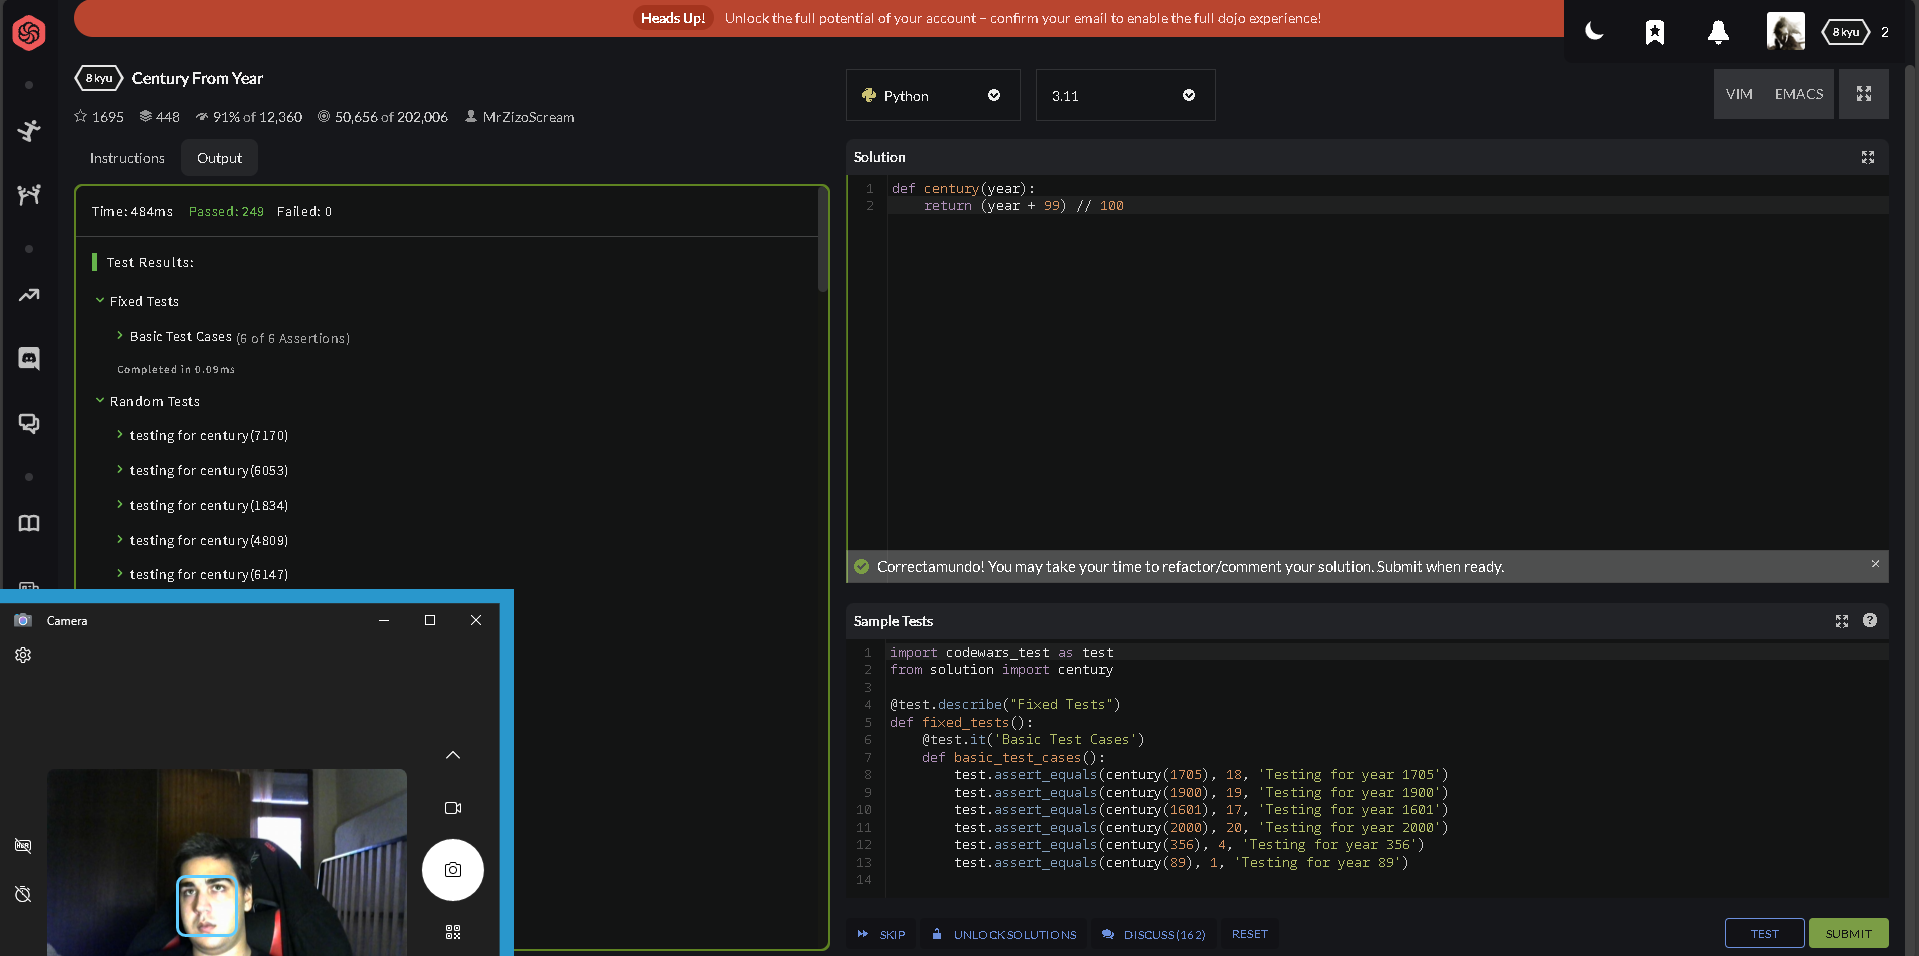 Heads Up! Unlock the full potential of your account – confirm your email to enable the full dojo experience!
8 kyu 2
8 kyu Century From Year
1695 448 91% of 12,360 50,656 of 202,006 MrZizoScream
Instructions Output
Time: 484ms Passed: 249 Failed: 0
Test Results:
Fixed Tests
Basic Test Cases (6 of 6 Assertions)
Completed in 0.09ms
Random Tests
testing for century(7170)
testing for century(6053)
testing for century(1834)
testing for century(4809)
testing for century(6147)
Camera
Python 3.11
VIM EMACS
Solution
1 def century(year):
2 return (year + 99) // 100
Correctamundo! You may take your time to refactor/comment your solution. Submit when ready.
Sample Tests
1 import codewars_test as test
2 from solution import century
3
4 @test.describe("Fixed Tests")
5 def fixed_tests():
6 @test.it('Basic Test Cases')
7 def basic_test_cases():
8 test.assert_equals(century(1705), 18, 'Testing for year 1705')
9 test.assert_equals(century(1900), 19, 'Testing for year 1900')
10 test.assert_equals(century(1601), 17, 'Testing for year 1601')
11 test.assert_equals(century(2000), 20, 'Testing for year 2000')
12 test.assert_equals(century(356), 4, 'Testing for year 356')
13 test.assert_equals(century(89), 1, 'Testing for year 89')
14
SKIP UNLOCK SOLUTIONS DISCUSS (162) RESET TEST SUBMIT